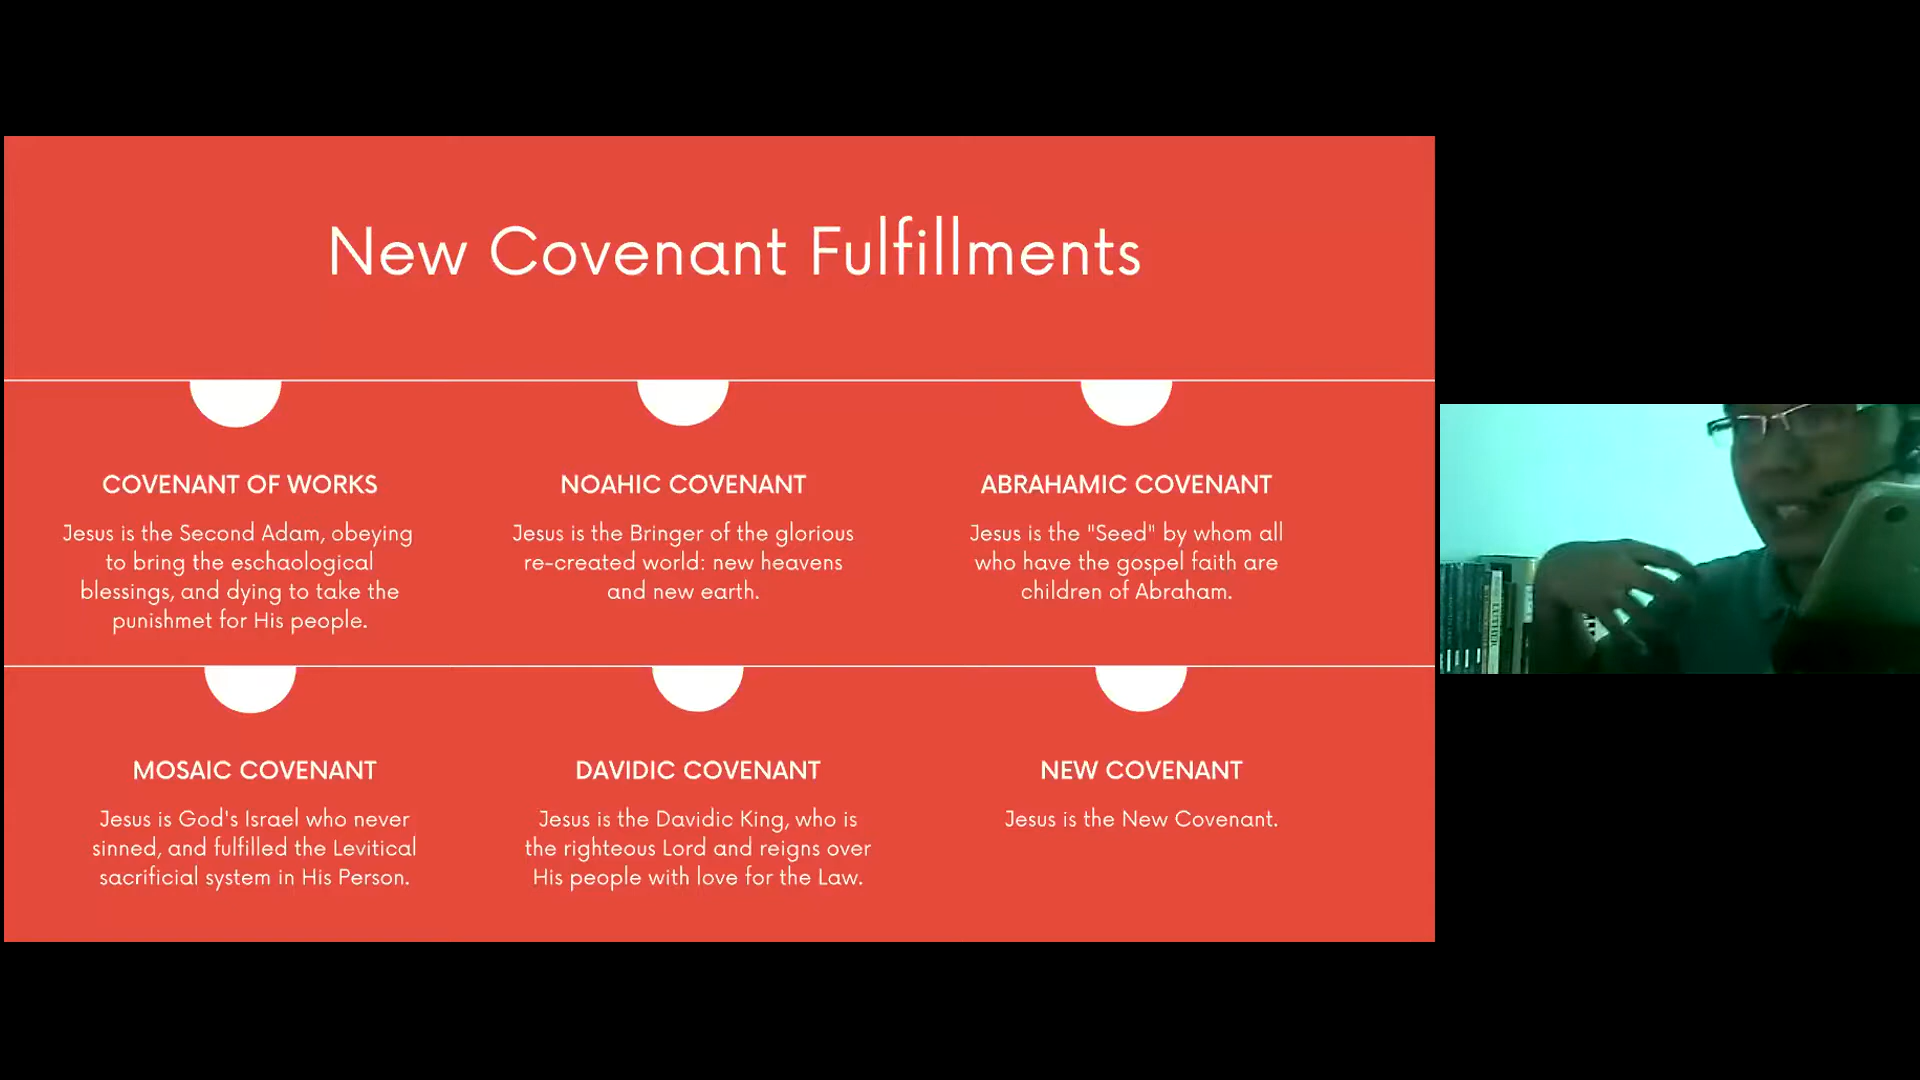 New Covenant Fulfillments
COVENANT OF WORKS
Jesus is the Second Adam, obeying
to bring the eschaological
blessings, and dying to take the
punishmet for His people.
NOAHIC COVENANT
Jesus is the Bringer of the glorious
re-created world: new heavens
and new earth.
ABRAHAMIC COVENANT
Jesus is the "Seed" by whom all
who have the gospel faith are
children of Abraham.
MOSAIC COVENANT
Jesus is God's Israel who never
sinned, and fulfilled the Levitical
sacrificial system in His Person.
DAVIDIC COVENANT
Jesus is the Davidic King, who is
the righteous Lord and reigns over
His people with love for the Law.
NEW COVENANT
Jesus is the New Covenant.